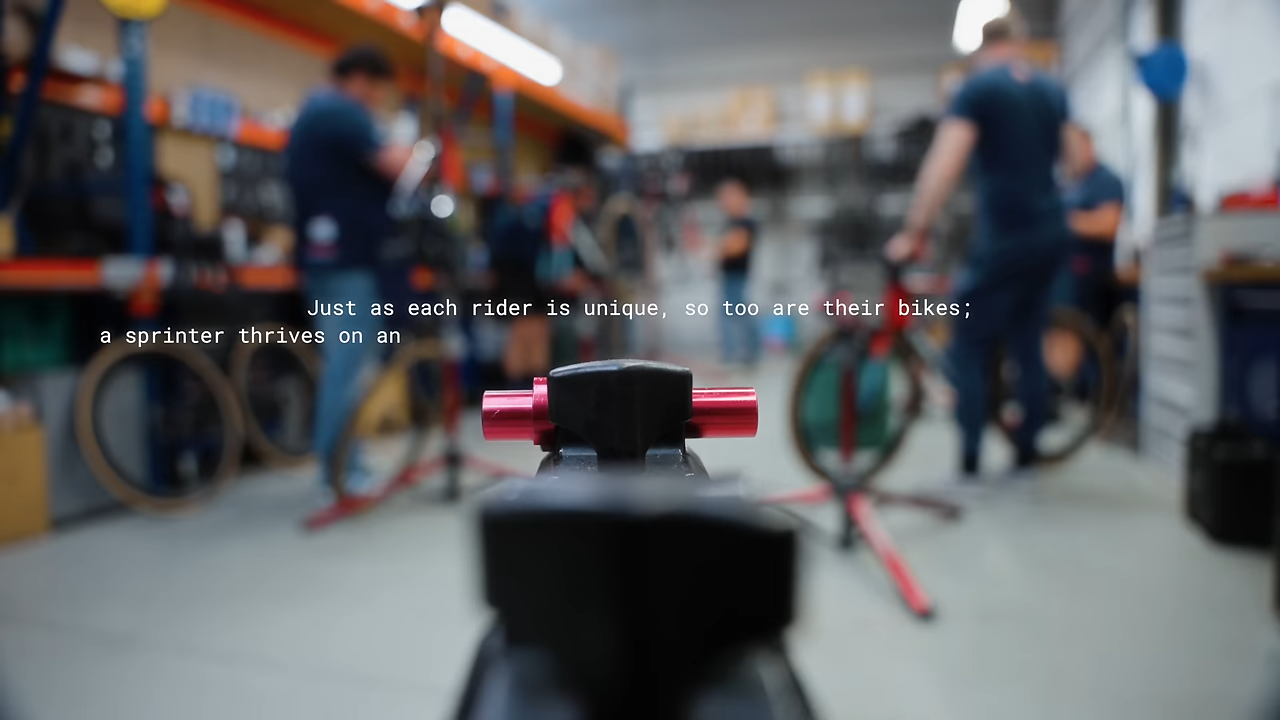 Just as each rider is unique, so too are their bikes;
a sprinter thrives on an